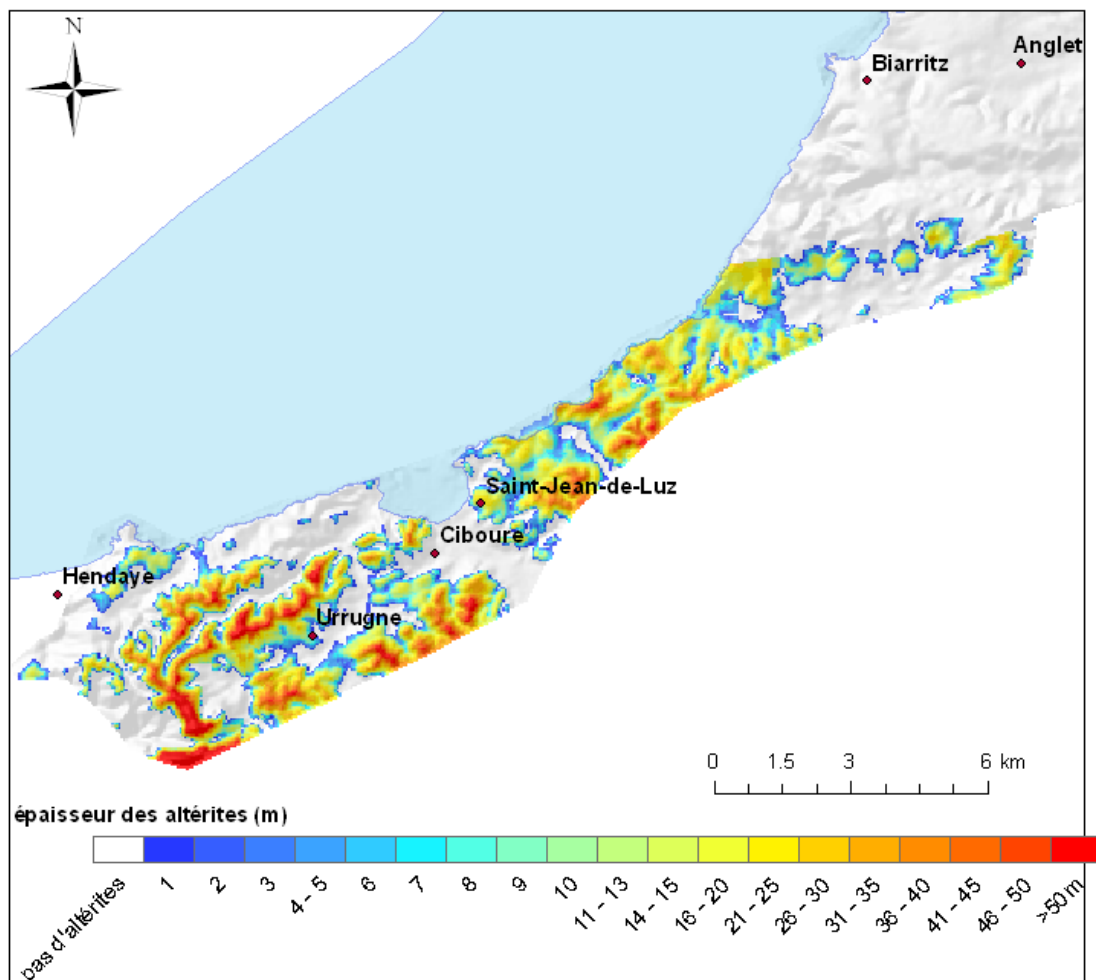 N
Anglet
Biarritz
Saint-Jean-de-Luz
Ciboure
Hendaye
Urrugne
0 1.5 3 6 km
épaisseur des altérites (m)
pas d'altérites 1 2 3 4 - 5 6 7 8 9 10 11 - 13 14 - 15 16 - 20 21 - 25 26 - 30 31 - 35 36 - 40 41 - 45 46 - 50 >50m